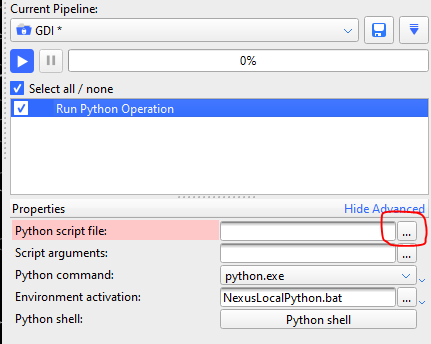 Current Pipeline:
GDI *
0%
Select all / none
Run Python Operation
Properties Hide Advanced
Python script file: ...
Script arguments: ...
Python command: python.exe
Environment activation: NexusLocalPython.bat ...
Python shell: Python shell